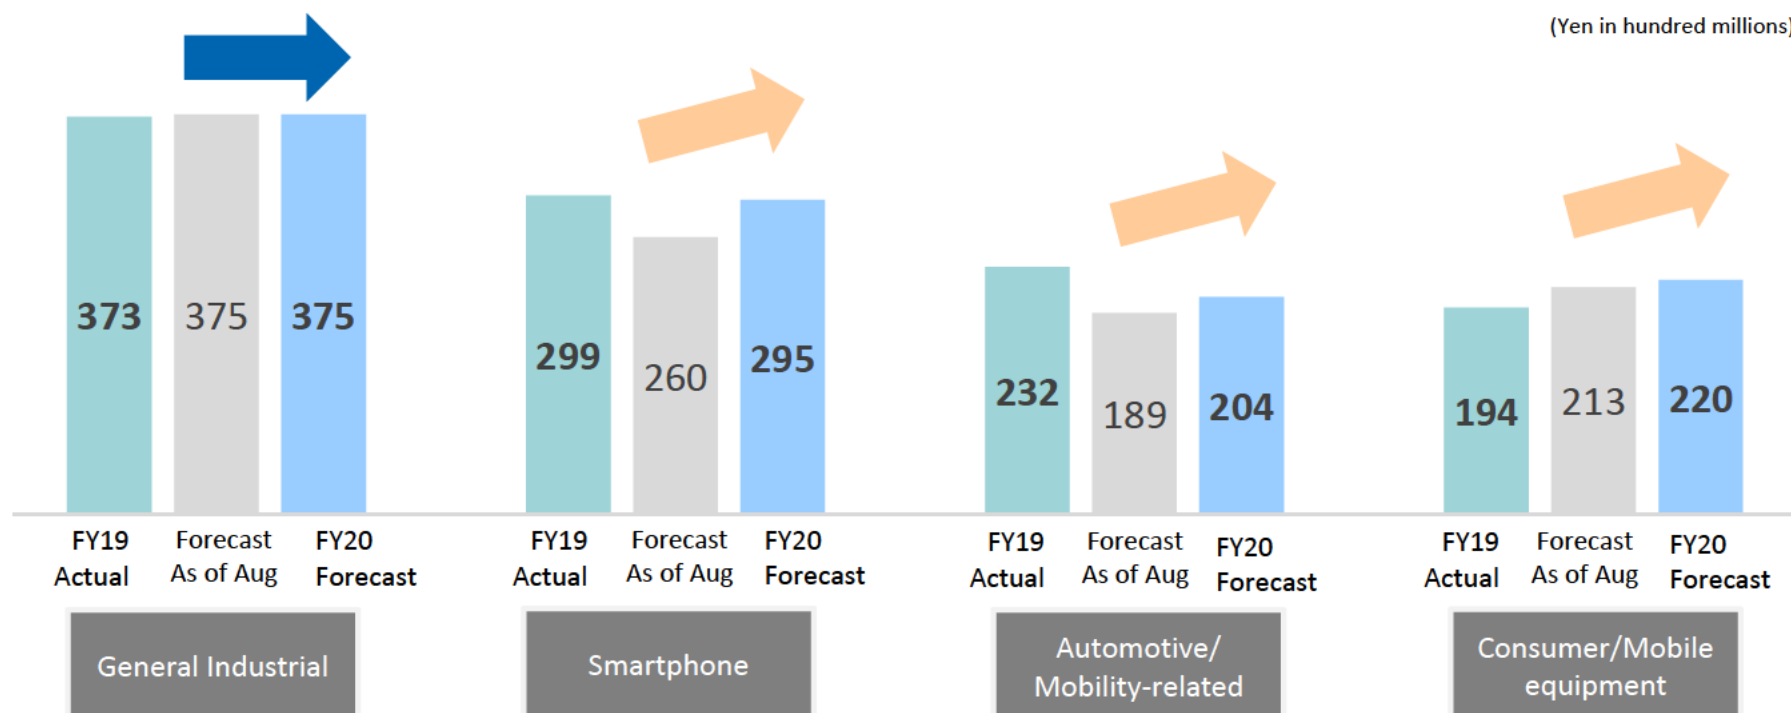 (Yen in hundred millions)
373
375
375
299
260
295
232
189
204
194
213
220
FY19
Actual
Forecast
As of Aug
FY20
Forecast
FY19
Actual
Forecast
As of Aug
FY20
Forecast
FY19
Actual
Forecast
As of Aug
FY20
Forecast
FY19
Actual
Forecast
As of Aug
FY20
Forecast
General Industrial
Smartphone
Automotive/
Mobility-related
Consumer/Mobile
equipment